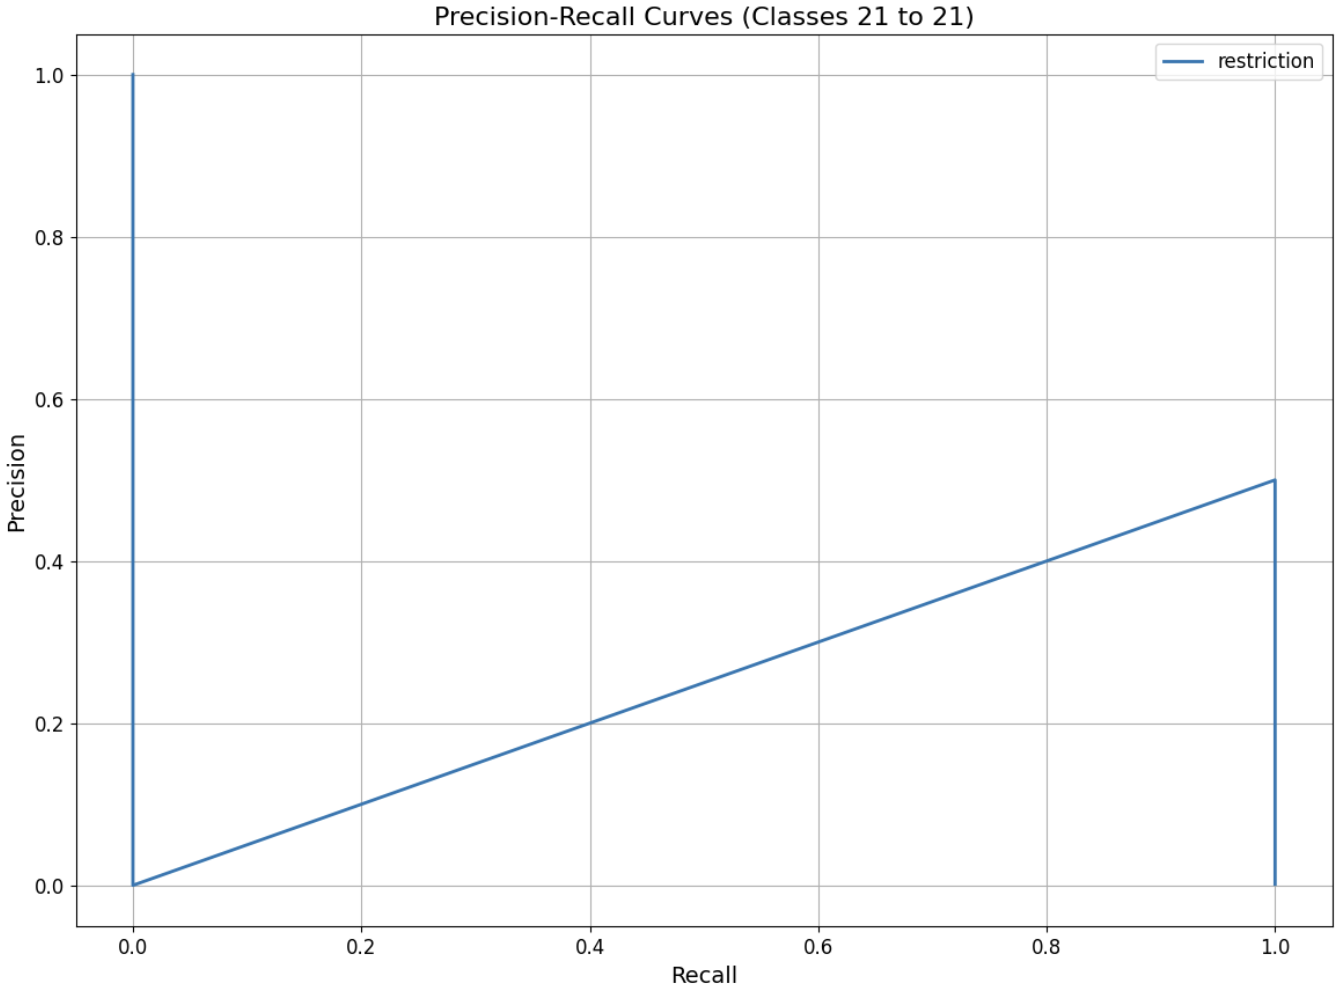 Precision-Recall Curves (Classes 21 to 21)
restriction
Precision
1.0
0.8
0.6
0.4
0.2
0.0
0.0 0.2 0.4 0.6 0.8 1.0
Recall